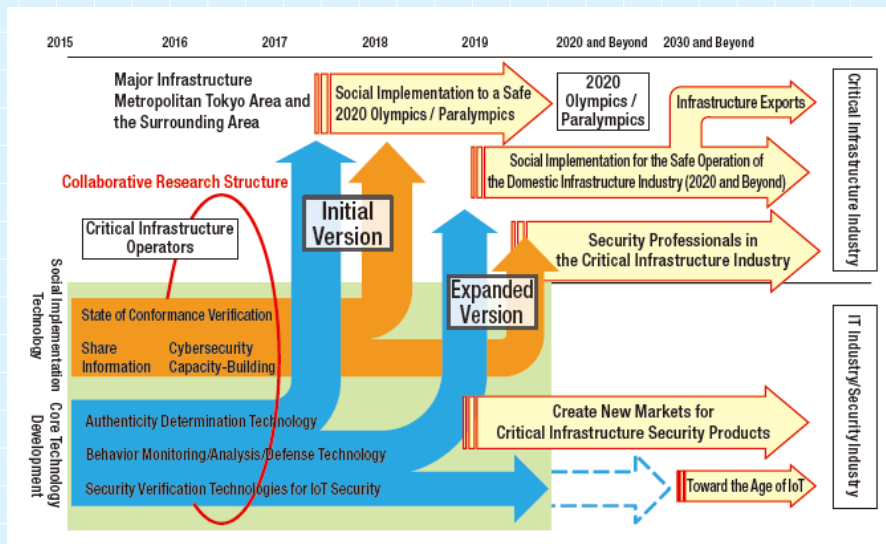 2015 2016 2017 2018 2019 2020 and Beyond 2030 and Beyond
Major Infrastructure
Metropolitan Tokyo Area and
the Surrounding Area
Social Implementation to a Safe
2020 Olympics / Paralympics
2020
Olympics /
Paralympics
Infrastructure Exports
Critical Infrastructure Industry
Social Implementation for the Safe Operation of
the Domestic Infrastructure Industry (2020 and Beyond)
Collaborative Research Structure
Critical Infrastructure
Operators
Initial
Version
Security Professionals in
the Critical Infrastructure Industry
Expanded
Version
Social Implementation
Technology
State of Conformance Verification
Share
Information
Cybersecurity
Capacity-Building
IT Industry/Security Industry
Core Technology
Development
Authenticity Determination Technology
Behavior Monitoring/Analysis/Defense Technology
Security Verification Technologies for IoT Security
Create New Markets for
Critical Infrastructure Security Products
Toward the Age of IoT